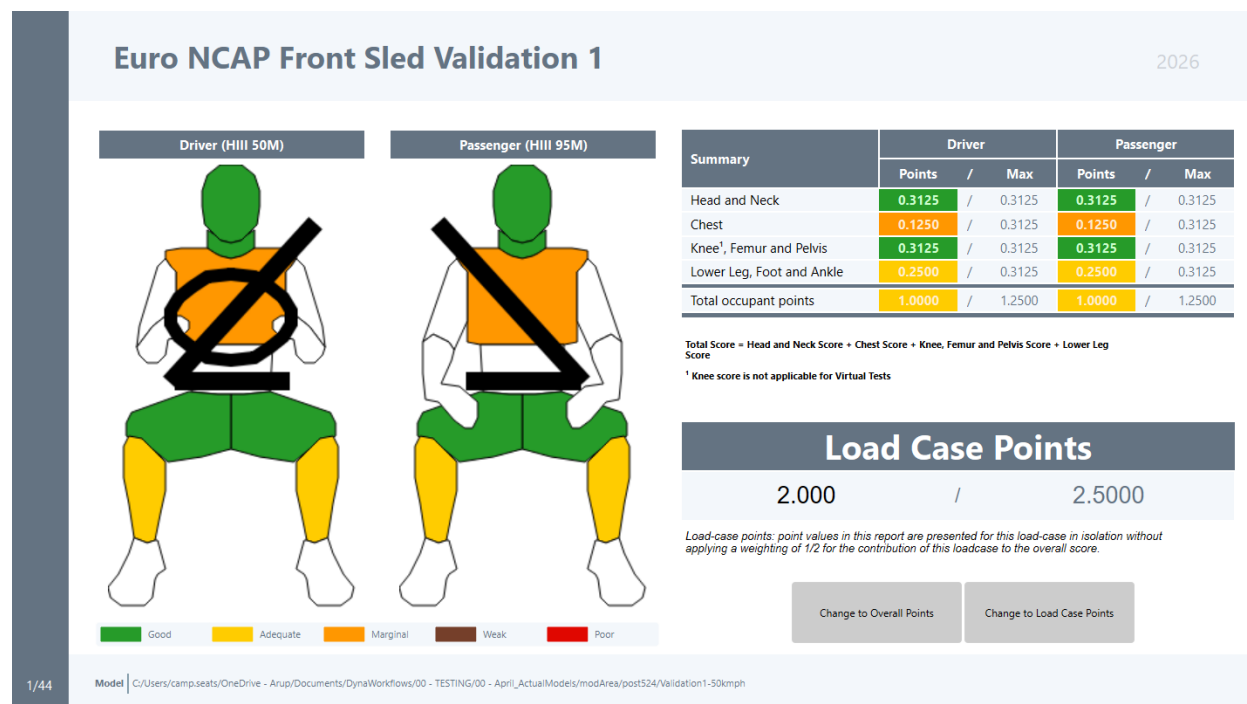 Euro NCAP Front Sled Validation 1
2026
Driver (HIII 50M)
Passenger (HIII 95M)
Good
Adequate
Marginal
Weak
Poor
Summary
Driver
Passenger
Points / Max Points / Max
Head and Neck 0.3125 / 0.3125 0.3125 / 0.3125
Chest 0.1250 / 0.3125 0.1250 / 0.3125
Knee¹, Femur and Pelvis 0.3125 / 0.3125 0.3125 / 0.3125
Lower Leg, Foot and Ankle 0.2500 / 0.3125 0.2500 / 0.3125
Total occupant points 1.0000 / 1.2500 1.0000 / 1.2500
Total Score = Head and Neck Score + Chest Score + Knee, Femur and Pelvis Score + Lower Leg
Score
¹ Knee score is not applicable for Virtual Tests
Load Case Points
2.000 / 2.5000
Load-case points: point values in this report are presented for this load-case in isolation without
applying a weighting of 1/2 for the contribution of this loadcase to the overall score.
Change to Overall Points
Change to Load Case Points
1/44
Model C:/Users/camp.seats/OneDrive - Arup/Documents/DynaWorkflows/00 - TESTING/00 - April_ActualModels/modArea/post524/Validation1-50kmph